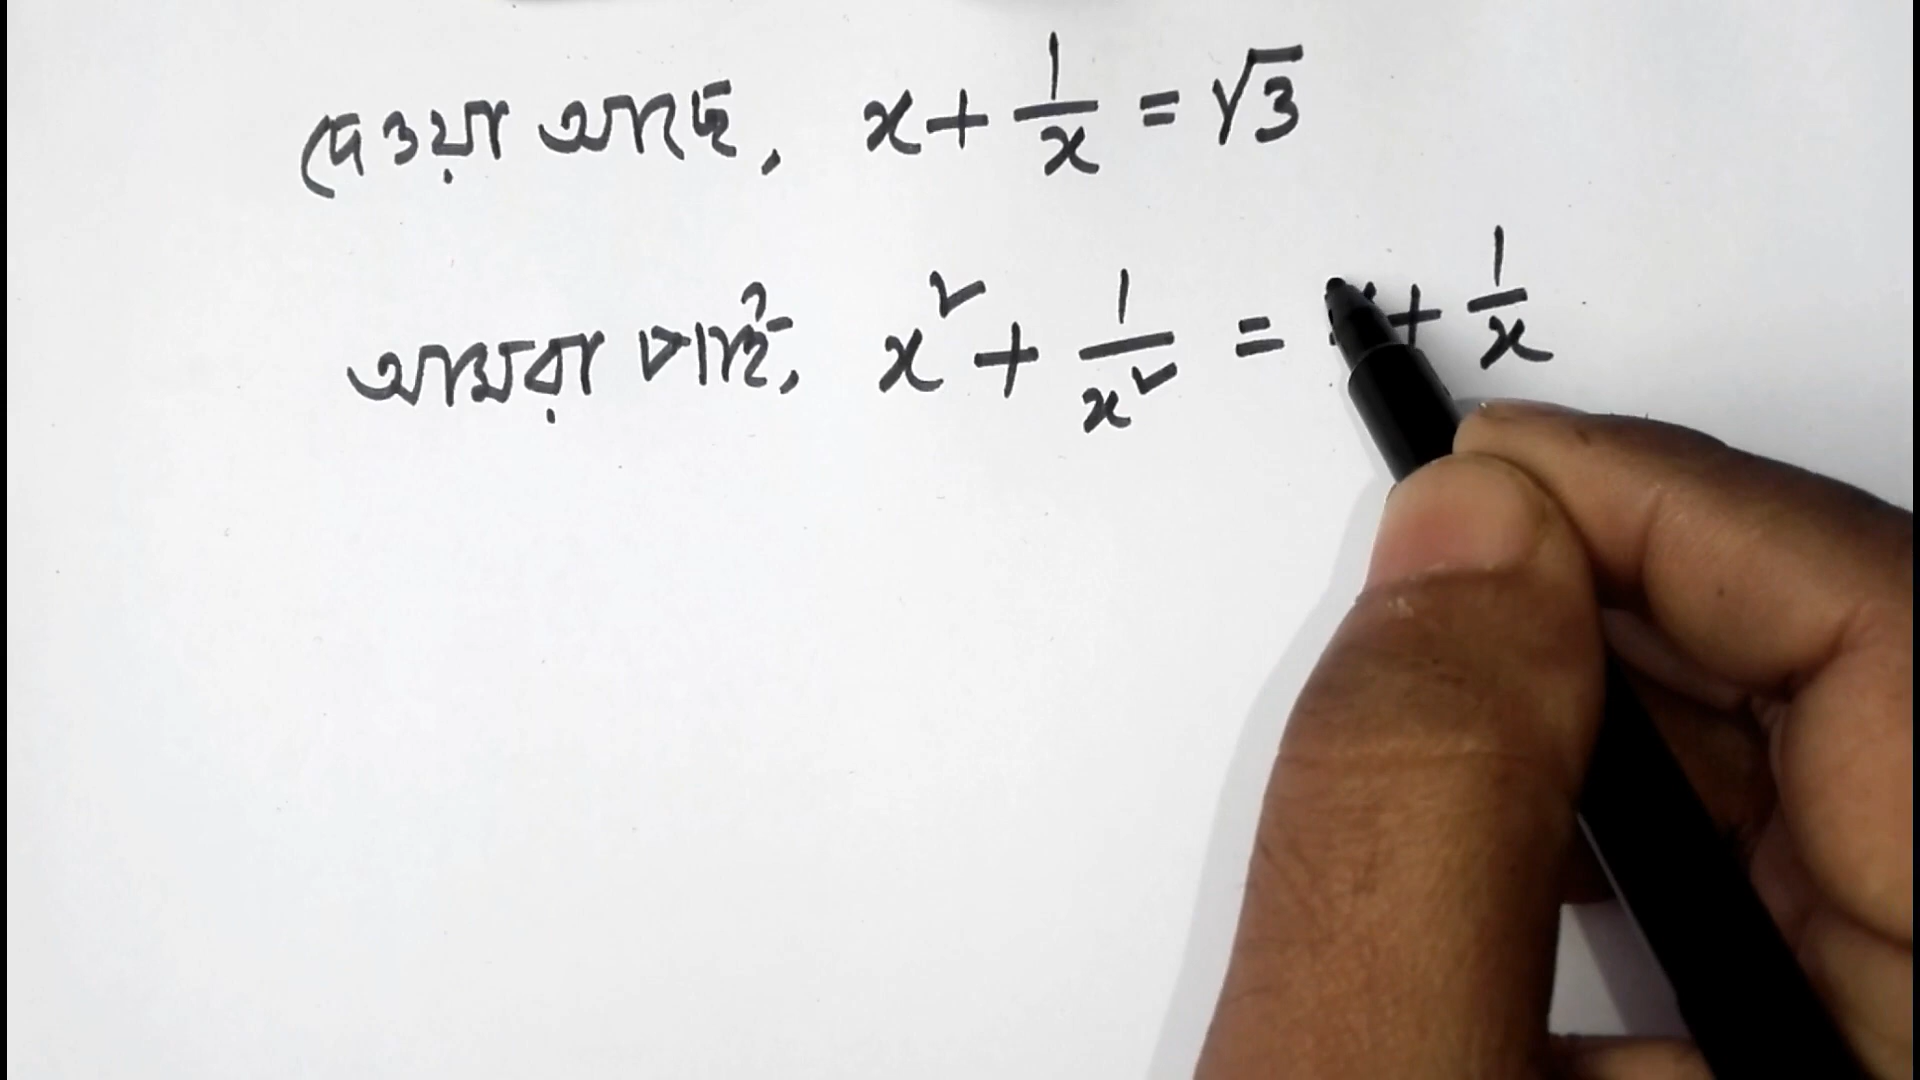 দেওয়া আছে, x + 1/x = √3
আমরা পাই, x² + 1/x² = + 1/x